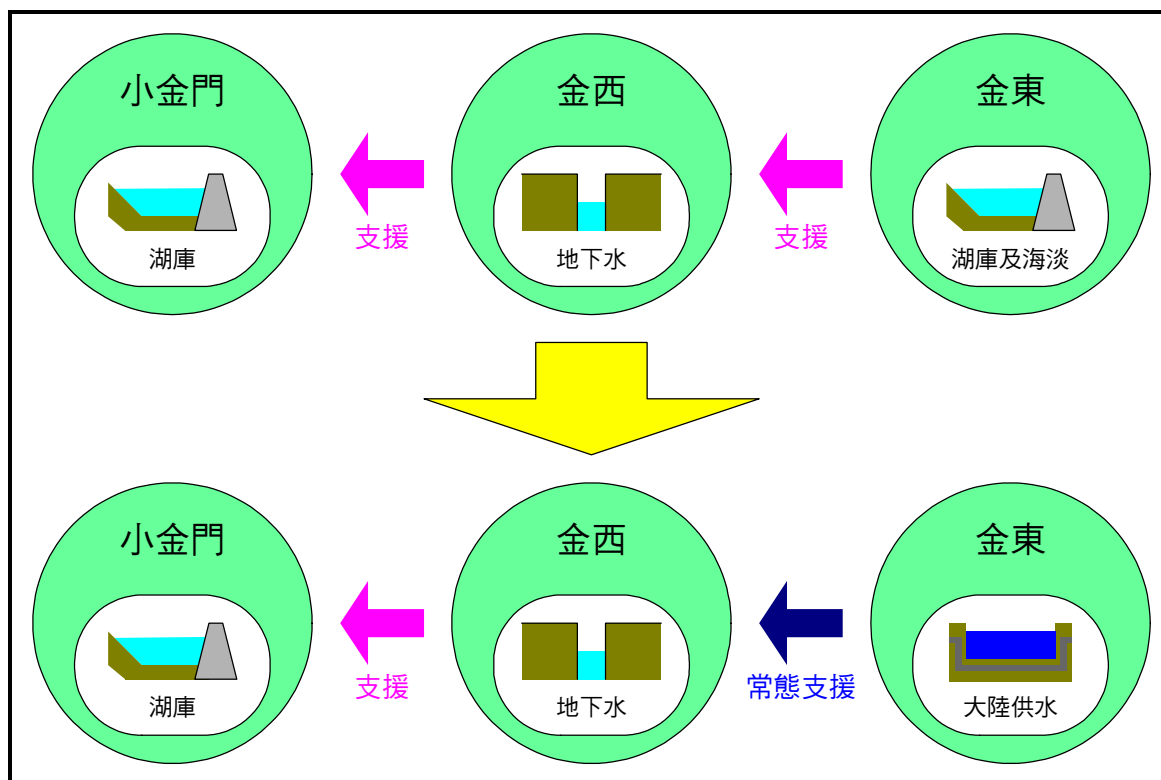 小金門
金西
金東
支援
支援
湖庫
地下水
湖庫及海淡
小金門
金西
金東
支援
常態支援
湖庫
地下水
大陸供水